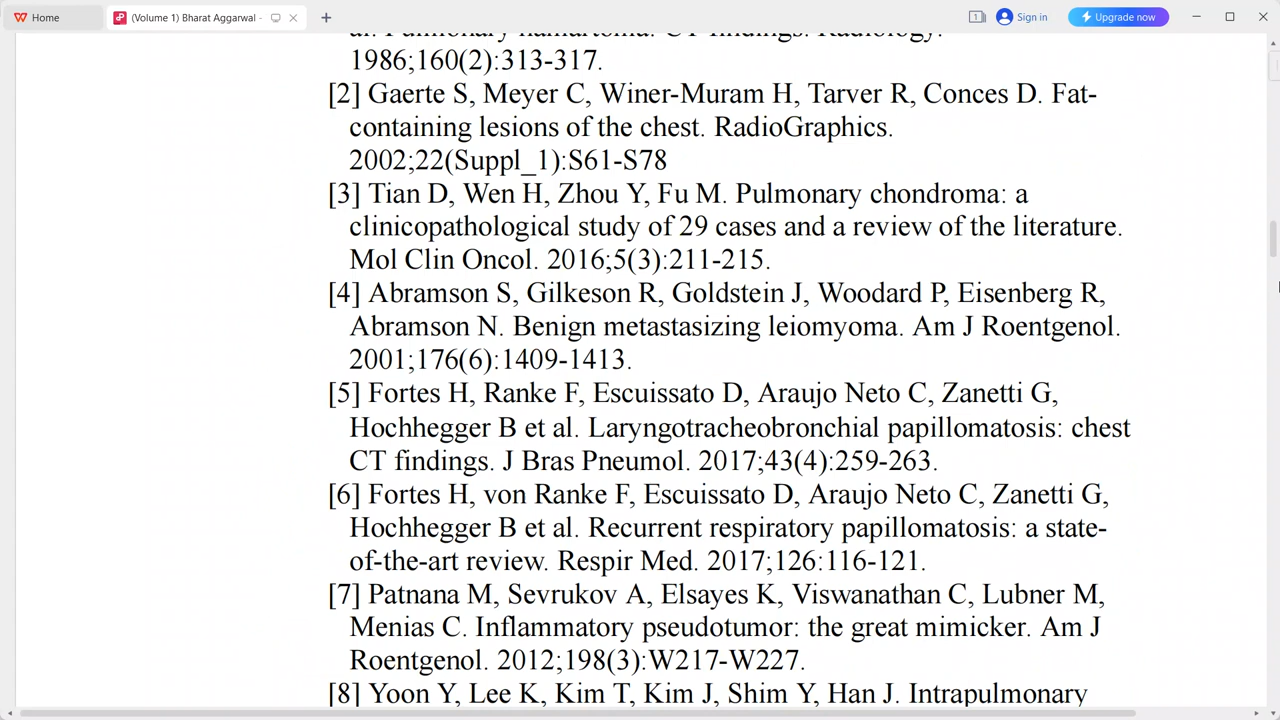 Home
(Volume 1) Bharat Aggarwal -
1
Sign in
Upgrade now
al. Pulmonary hamartoma: CT findings. Radiology.
1986;160(2):313-317.
[2] Gaerte S, Meyer C, Winer-Muram H, Tarver R, Conces D. Fat-
containing lesions of the chest. RadioGraphics.
2002;22(Suppl_1):S61-S78
[3] Tian D, Wen H, Zhou Y, Fu M. Pulmonary chondroma: a
clinicopathological study of 29 cases and a review of the literature.
Mol Clin Oncol. 2016;5(3):211-215.
[4] Abramson S, Gilkeson R, Goldstein J, Woodard P, Eisenberg R,
Abramson N. Benign metastasizing leiomyoma. Am J Roentgenol.
2001;176(6):1409-1413.
[5] Fortes H, Ranke F, Escuissato D, Araujo Neto C, Zanetti G,
Hochhegger B et al. Laryngotracheobronchial papillomatosis: chest
CT findings. J Bras Pneumol. 2017;43(4):259-263.
[6] Fortes H, von Ranke F, Escuissato D, Araujo Neto C, Zanetti G,
Hochhegger B et al. Recurrent respiratory papillomatosis: a state-
of-the-art review. Respir Med. 2017;126:116-121.
[7] Patnana M, Sevrukov A, Elsayes K, Viswanathan C, Lubner M,
Menias C. Inflammatory pseudotumor: the great mimicker. Am J
Roentgenol. 2012;198(3):W217-W227.
[8] Yoon Y, Lee K, Kim T, Kim J, Shim Y, Han J. Intrapulmonary